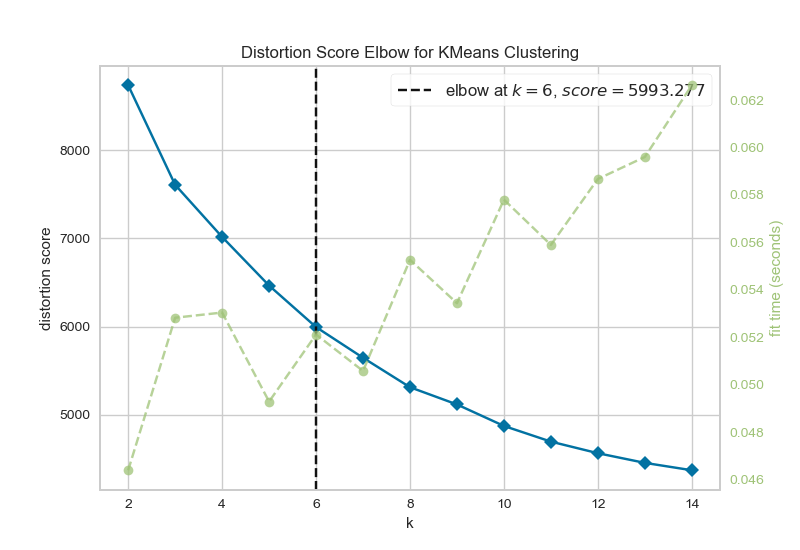 Distortion Score Elbow for KMeans Clustering
elbow at k = 6, score = 5993.277
distortion score
8000
7000
6000
5000
0.062
0.060
0.058
0.056
0.054
0.052
0.050
0.048
0.046
fit time (seconds)
2 4 6 8 10 12 14
k